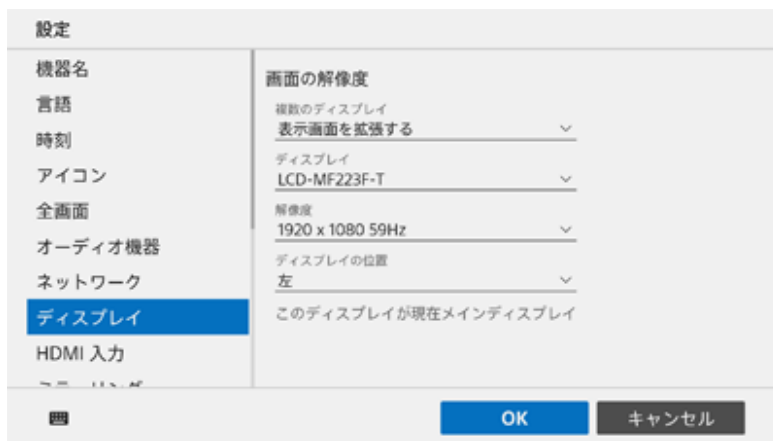 設定
機器名
言語
時刻
アイコン
全画面
オーディオ機器
ネットワーク
ディスプレイ
HDMI 入力
画面の解像度
複数のディスプレイ
表示画面を拡張する
ディスプレイ
LCD-MF223F-T
解像度
1920 x 1080 59Hz
ディスプレイの位置
左
このディスプレイが現在メインディスプレイ
OK
キャンセル